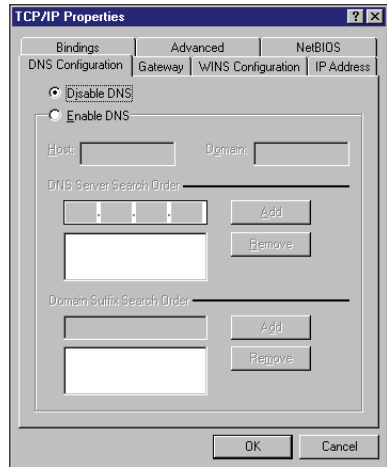 TCP/IP Properties
Bindings Advanced NetBIOS
DNS Configuration Gateway WINS Configuration IP Address
Disable DNS
Enable DNS
Host: Domain:
DNS Server Search Order
Add
Remove
Domain Suffix Search Order
Add
Remove
OK Cancel